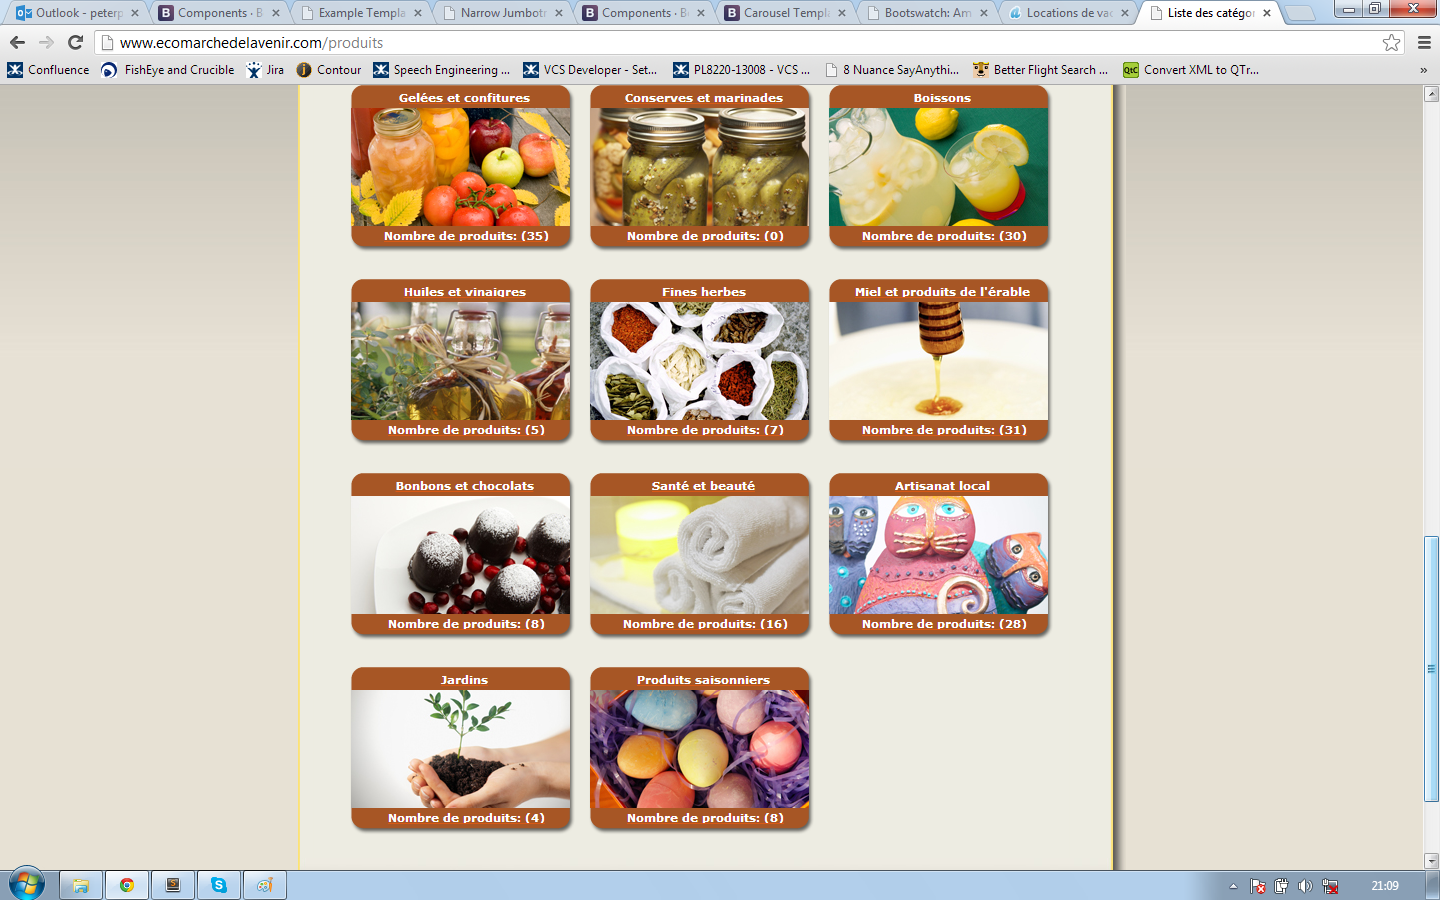 Outlook - peterp
Components · B
Example Templa
Narrow Jumbot
Components · B
Carousel Templ
Bootswatch: Am
Locations de vac
Liste des catégo
www.ecomarchedelavenir.com/produits
Confluence
FishEye and Crucible
Jira
Contour
Speech Engineering ...
VCS Developer - Set...
PL8220-13008 - VCS ...
8 Nuance SayAnythi...
Better Flight Search ...
Convert XML to QTr...
»
Gelées et confitures
Conserves et marinades
Boissons
Nombre de produits: (35)
Nombre de produits: (0)
Nombre de produits: (30)
Huiles et vinaigres
Fines herbes
Miel et produits de l'érable
Nombre de produits: (5)
Nombre de produits: (7)
Nombre de produits: (31)
Bonbons et chocolats
Santé et beauté
Artisanat local
Nombre de produits: (8)
Nombre de produits: (16)
Nombre de produits: (28)
Jardins
Produits saisonniers
Nombre de produits: (4)
Nombre de produits: (8)
21:09